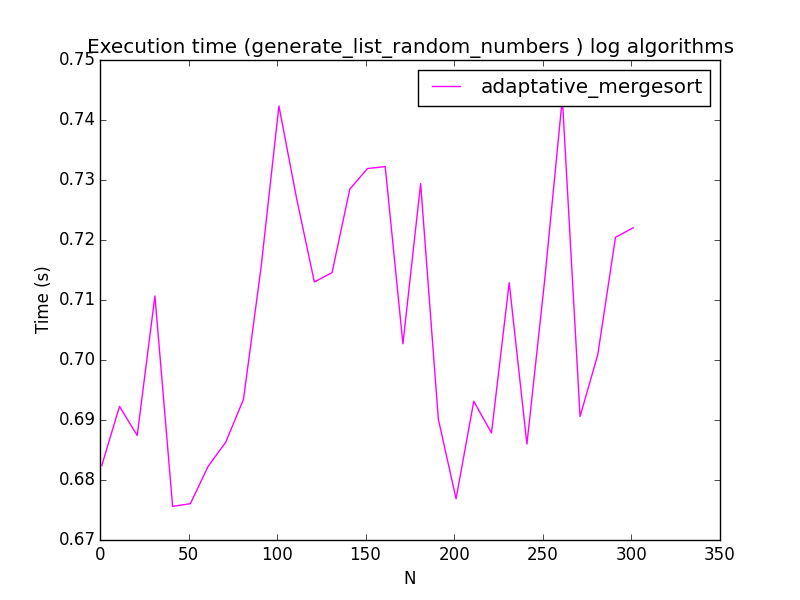 Execution time (generate_list_random_numbers ) log algorithms
adaptative_mergesort
Time (s)
0.75
0.74
0.73
0.72
0.71
0.70
0.69
0.68
0.67
0 50 100 150 200 250 300 350
N